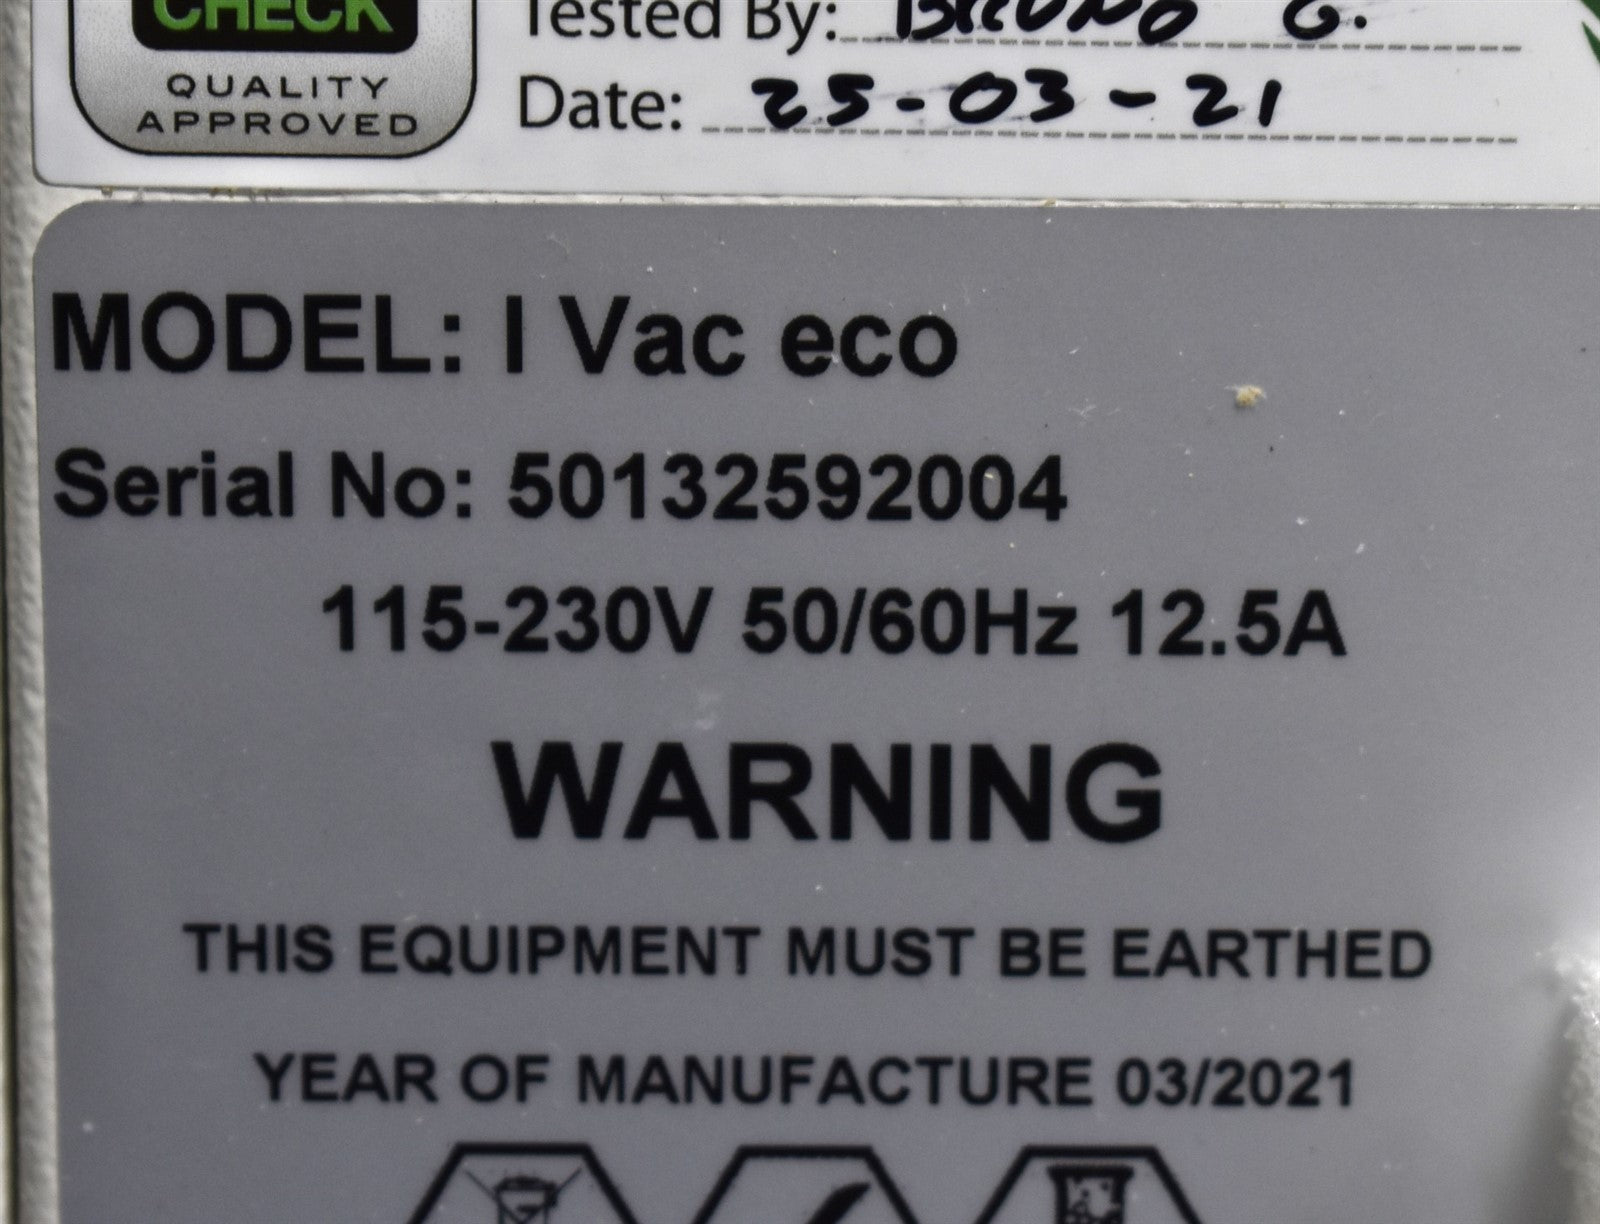 CHECK
QUALITY
APPROVED
Tested By: BRUNO G.
Date: 25-03-21
MODEL: I Vac eco
Serial No: 50132592004
115-230V 50/60Hz 12.5A
WARNING
THIS EQUIPMENT MUST BE EARTHED
YEAR OF MANUFACTURE 03/2021